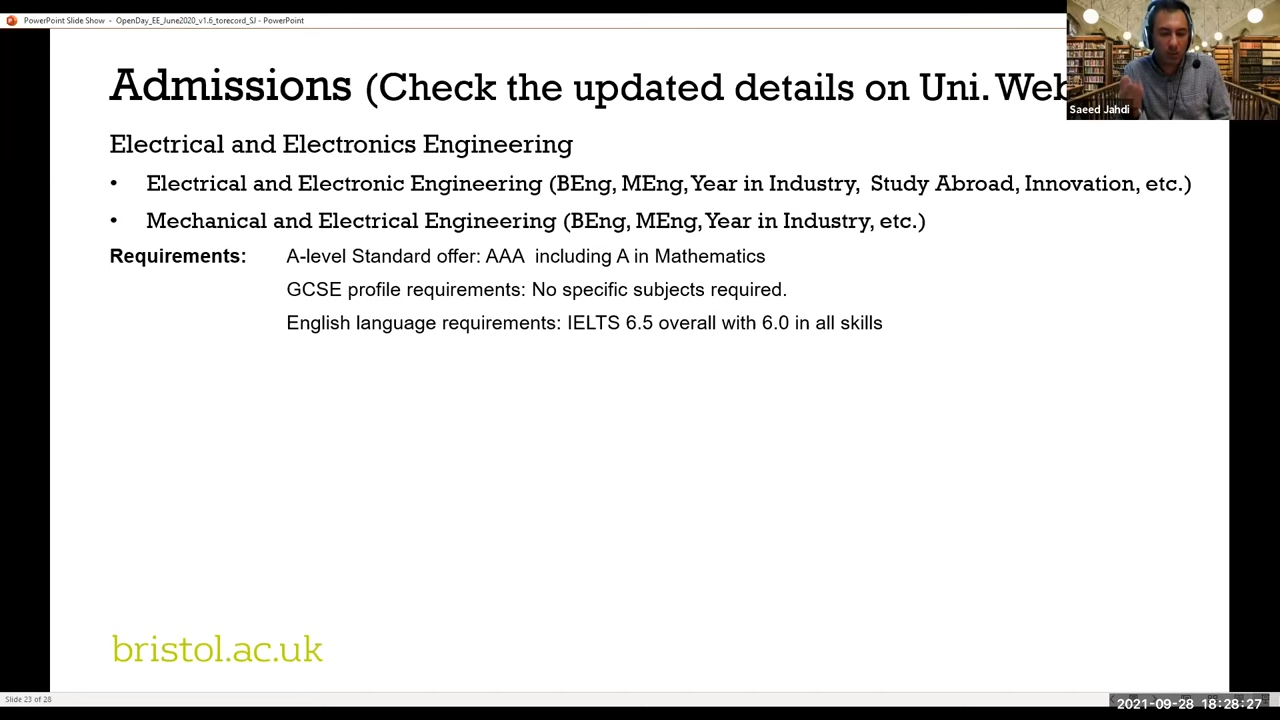 PowerPoint Slide Show - OpenDay_EE_June2020_v1.6_torecord_SJ - PowerPoint
Admissions (Check the updated details on Uni. Web
Saeed Jahdi
Electrical and Electronics Engineering
• Electrical and Electronic Engineering (BEng, MEng, Year in Industry, Study Abroad, Innovation, etc.)
• Mechanical and Electrical Engineering (BEng, MEng, Year in Industry, etc.)
Requirements: A-level Standard offer: AAA including A in Mathematics
GCSE profile requirements: No specific subjects required.
English language requirements: IELTS 6.5 overall with 6.0 in all skills
bristol.ac.uk
Slide 23 of 28
2021-09-28 18:28:27